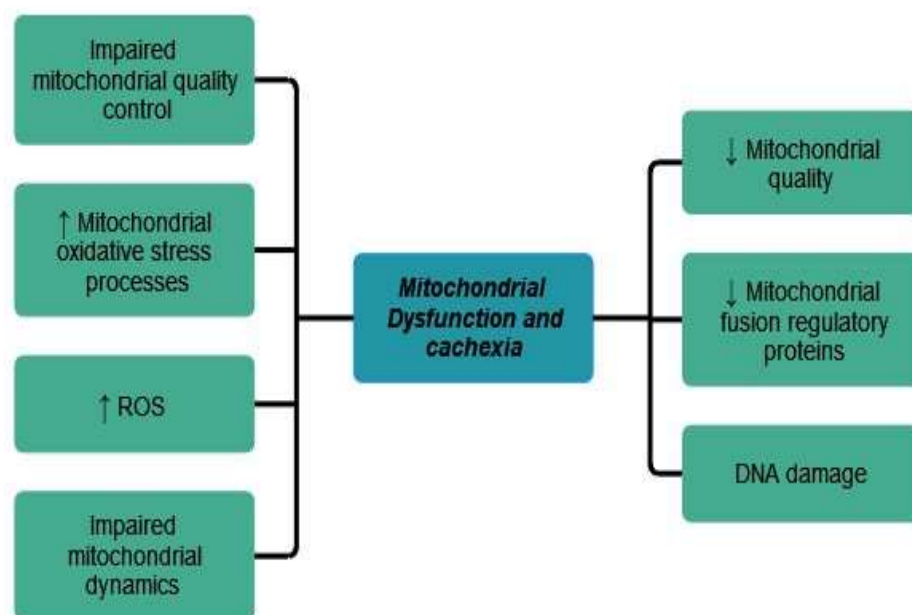 Impaired
mitochondrial quality
control
↑ Mitochondrial
oxidative stress
processes
↑ ROS
Impaired
mitochondrial
dynamics
Mitochondrial
Dysfunction and
cachexia
↓ Mitochondrial
quality
↓ Mitochondrial
fusion regulatory
proteins
DNA damage